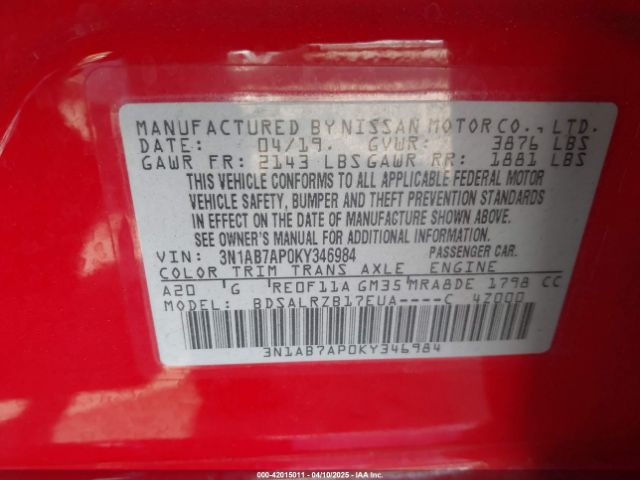 MANUFACTURED BY NISSAN MOTOR CO., LTD.
DATE: 04/19. GVWR: 3876 LBS
GAWR FR: 2143 LBS GAWR RR: 1881 LBS
THIS VEHICLE CONFORMS TO ALL APPLICABLE FEDERAL MOTOR
VEHICLE SAFETY, BUMPER AND THEFT PREVENTION STANDARDS
IN EFFECT ON THE DATE OF MANUFACTURE SHOWN ABOVE.
SEE OWNER'S MANUAL FOR ADDITIONAL INFORMATION.
VIN: 3N1AB7AP0KY346984 PASSENGER CAR.
COLOR TRIM TRANS AXLE ENGINE
A20 G RE0F11A GM35 MRA8DE 1798 CC
MODEL: BDSALRZB17EUA----C 4Z000
3N1AB7AP0KY346984
000-42015011 - 04/10/2025 - IAAI.com